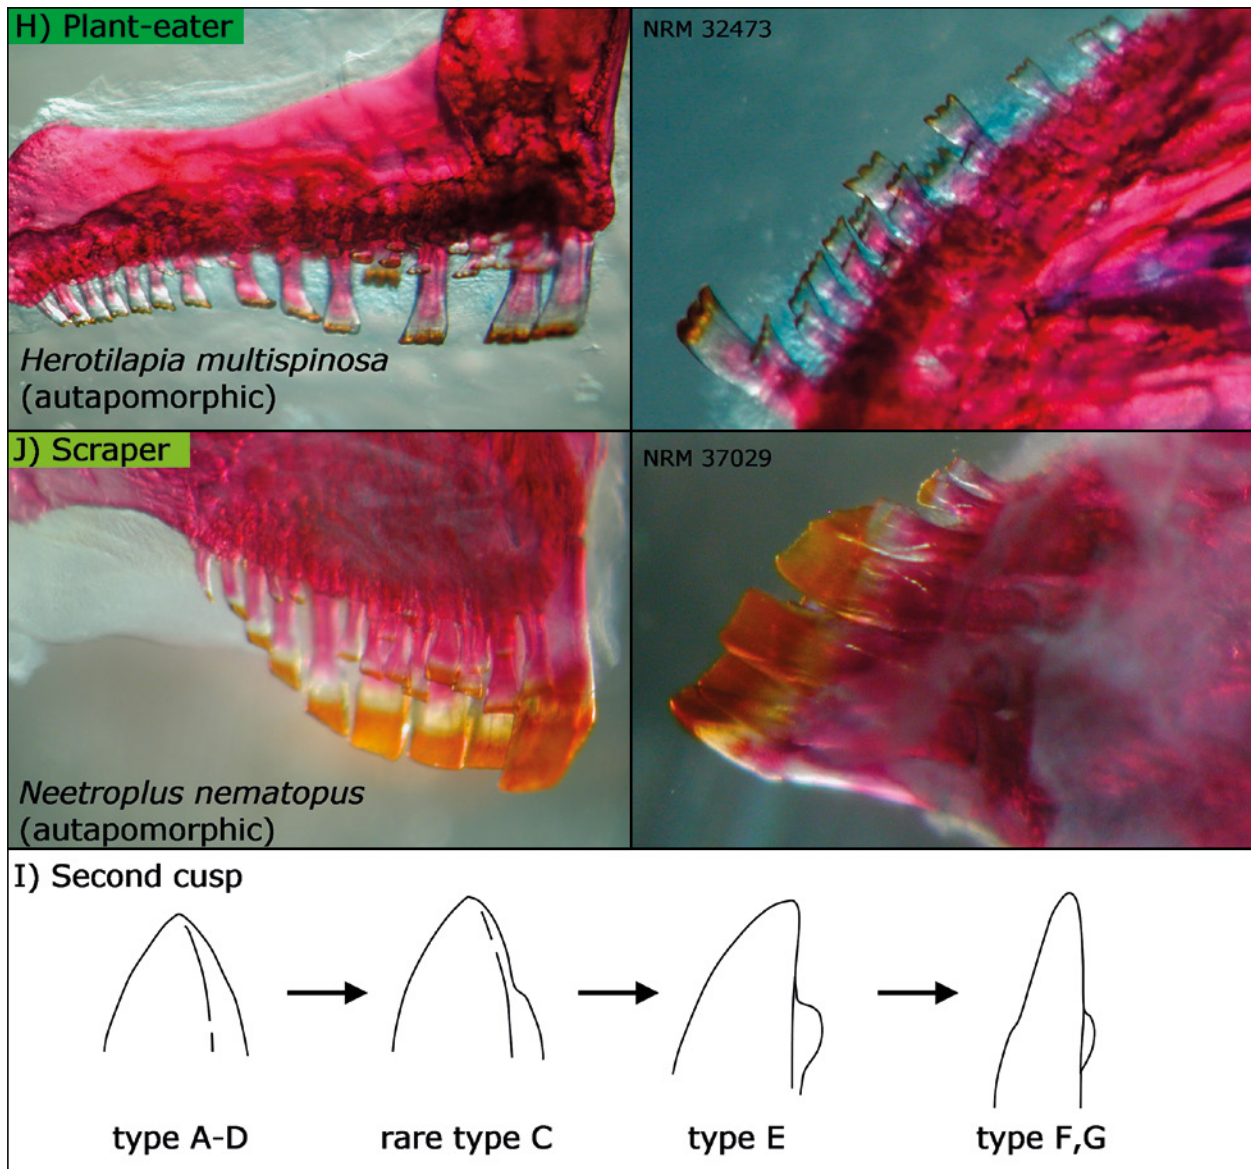 H) Plant-eater
NRM 32473
Herotilapia multispinosa
(autapomorphic)
J) Scraper
NRM 37029
Neetroplus nematopus
(autapomorphic)
I) Second cusp
type A-D
rare type C
type E
type F,G